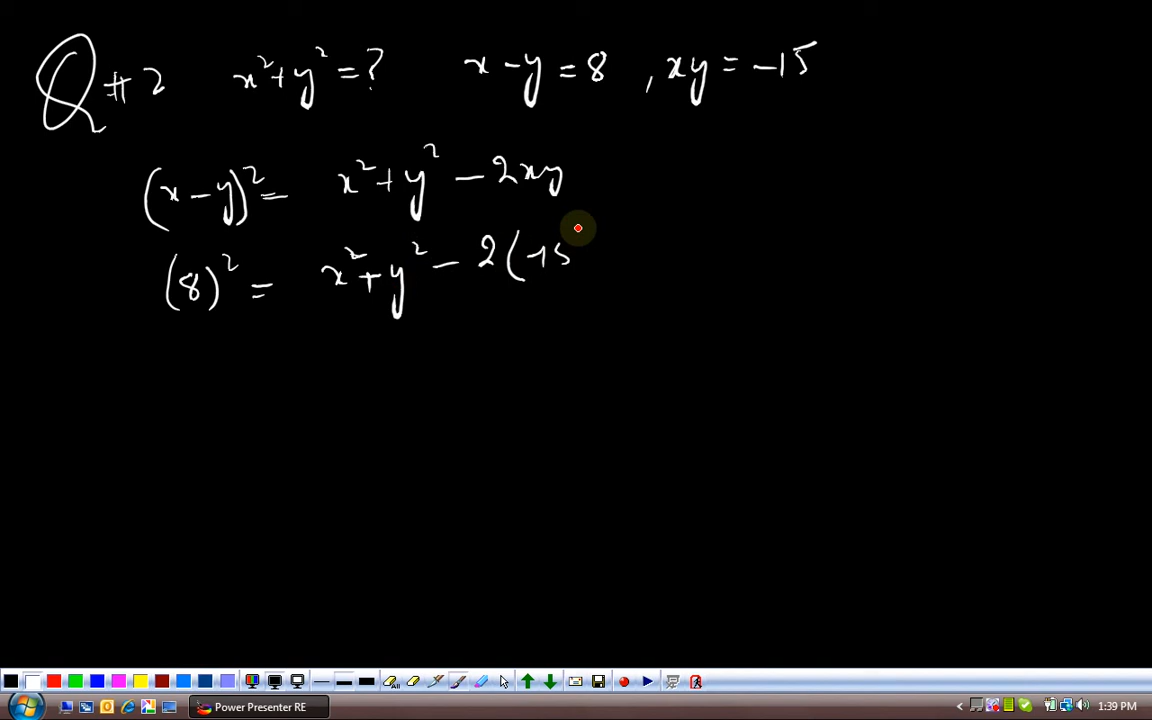 Q # 2 x² + y² = ? x - y = 8 , xy = -15
(x - y)² = x² + y² - 2xy
(8)² = x² + y² - 2(-15
All
Power Presenter RE
1:39 PM